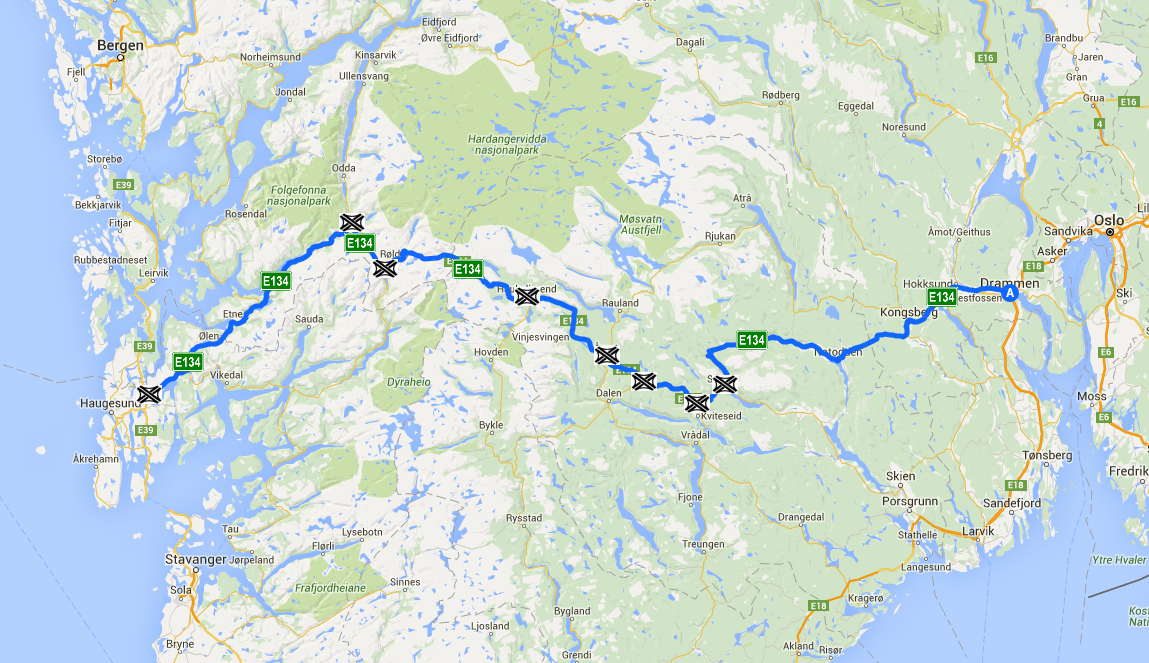 Eidfjord
Øvre Eidfjord
Bergen
Norheimsund
Kinsarvik
Dagali
E16
Brandbu
Jaren
Fjell
Ullensvang
Gran
Jondal
Rødberg
Eggedal
Grua
E16
4
Noresund
Hardangervidda
nasjonalpark
Storebø
Odda
E39
Folgefonna
nasjonalpark
Bekkjarvik
Rosendal
Atrå
Fitjar
Møsvatn
Austfjell
Rjukan
Åmot/Geithus
Oslo
Sandvika
Asker
E134
Rubbestadneset
Leirvik
E134
E134
E18
Hokksund
Drammen
A
E134
Ski
Rauland
Kongsberg
Etne
Sauda
Ølen
Vinjesvingen
E134
Notodden
E39
Hovden
E6
E134
Vikedal
Dyraheio
Dalen
Moss
Haugesund
Kviteseid
E6
E39
Bykle
Vrådal
Åkrehamn
Tønsberg
Fredrik
Skien
E18
Fjone
Porsgrunn
Sandefjord
Rysstad
Drangedal
Tau
Lysebotn
Stathelle
Larvik
Stavanger
Jørpeland
Flørli
Treungen
Langesund
Ytre Hvaler
Sola
Frafjordheiane
Sinnes
Kragerø
E18
Bygland
Ljosland
Bryne
Akland
Risør
Grendi